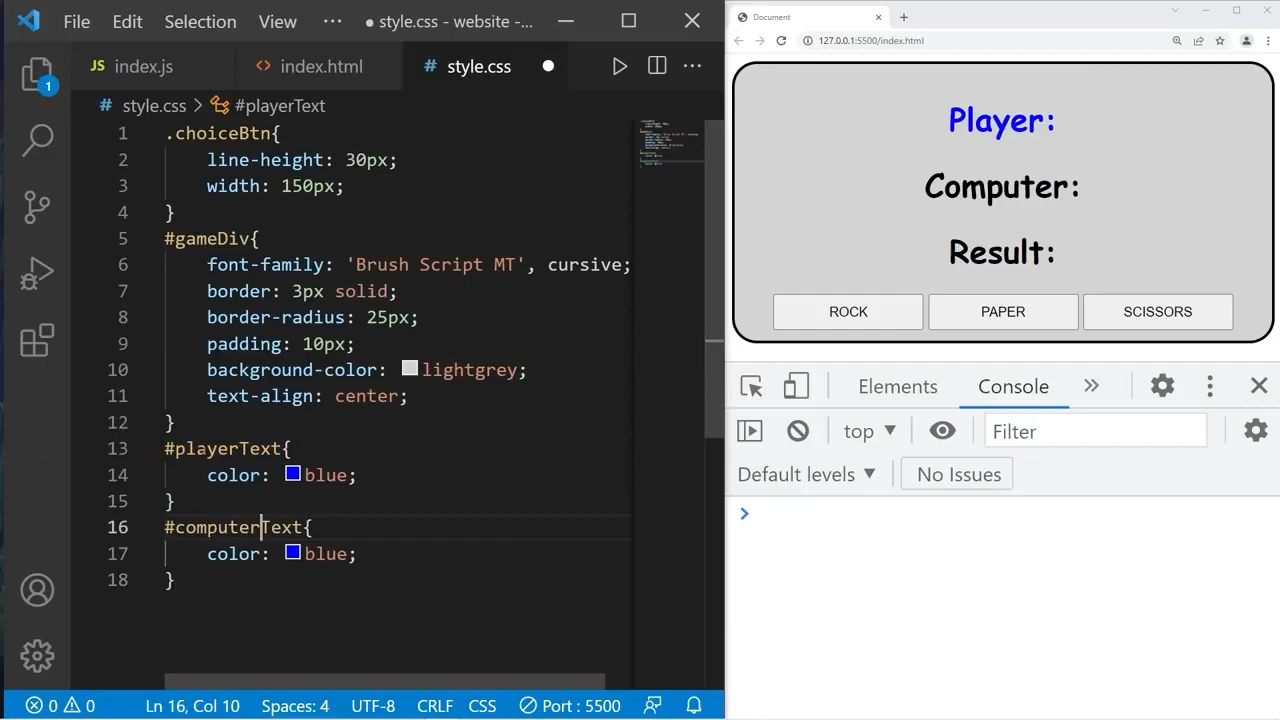 File Edit Selection View ··· ● style.css - website -...
JS index.js
<> index.html
# style.css ●
# style.css > #playerText
1 .choiceBtn{
2 line-height: 30px;
3 width: 150px;
4 }
5 #gameDiv{
6 font-family: 'Brush Script MT', cursive;
7 border: 3px solid;
8 border-radius: 25px;
9 padding: 10px;
10 background-color: lightgrey;
11 text-align: center;
12 }
13 #playerText{
14 color: blue;
15 }
16 #computerText{
17 color: blue;
18 }
1
0 0 Ln 16, Col 10 Spaces: 4 UTF-8 CRLF CSS Port : 5500
Document
127.0.0.1:5500/index.html
Player:
Computer:
Result:
ROCK PAPER SCISSORS
Elements Console
top Filter
Default levels ▼ No Issues